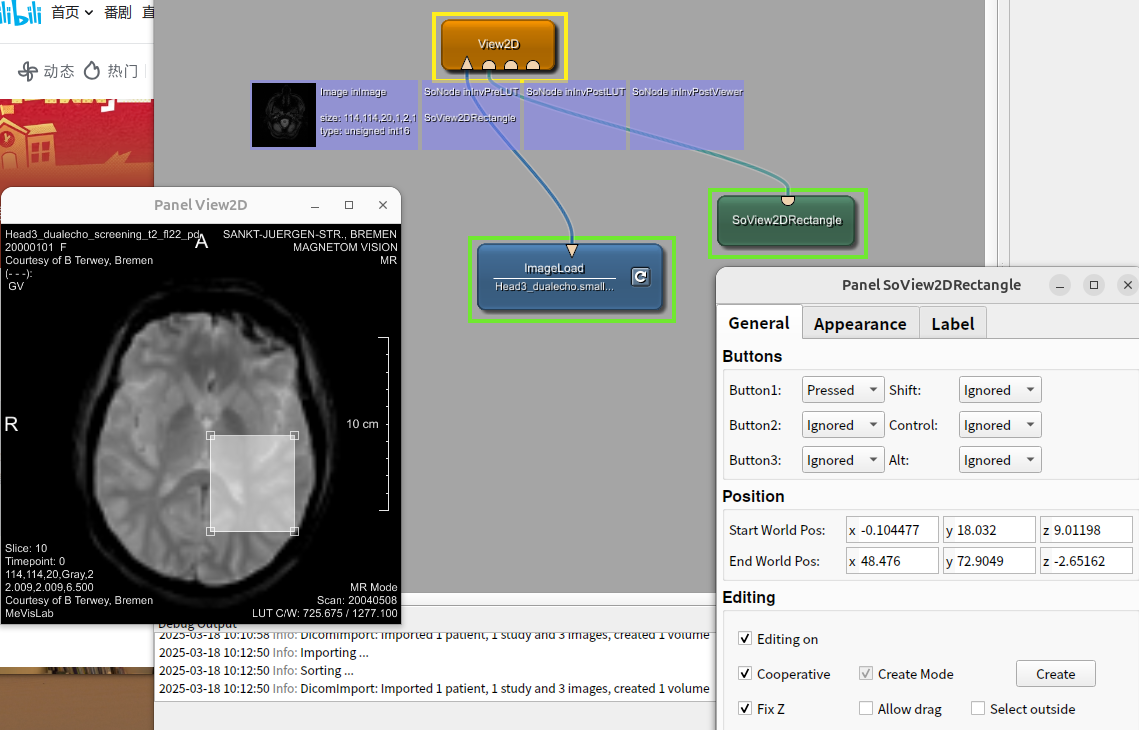 首页 番剧 直
动态 热门
View2D
Image inImage
size: 114,114,20,1,2,1
type: unsigned int16
SoNode inInvPreLUT
SoView2DRectangle
SoNode inInvPostLUT
SoNode inInvPostViewer
SoView2DRectangle
ImageLoad
Head3_dualecho.small...
Panel View2D
Head3_dualecho_screening_t2_fl22_pd
20000101 F
Courtesy of B Terwey, Bremen
(- - -):
GV
A
SANKT-JUERGEN-STR., BREMEN
MAGNETOM VISION
MR
R
10 cm
Slice: 10
Timepoint: 0
114,114,20,Gray,2
2.009,2.009,6.500
Courtesy of B Terwey, Bremen
MeVisLab
MR Mode
Scan: 20040508
LUT C/W: 725.675 / 1277.100
Debug Output
2025-03-18 10:10:58 Info: DicomImport: Imported 1 patient, 1 study and 3 images, created 1 volume
2025-03-18 10:12:50 Info: Importing ...
2025-03-18 10:12:50 Info: Sorting ...
2025-03-18 10:12:50 Info: DicomImport: Imported 1 patient, 1 study and 3 images, created 1 volume
Panel SoView2DRectangle
General Appearance Label
Buttons
Button1: Pressed Shift: Ignored
Button2: Ignored Control: Ignored
Button3: Ignored Alt: Ignored
Position
Start World Pos: x -0.104477 y 18.032 z 9.01198
End World Pos: x 48.476 y 72.9049 z -2.65162
Editing
Editing on
Cooperative Create Mode Create
Fix Z Allow drag Select outside